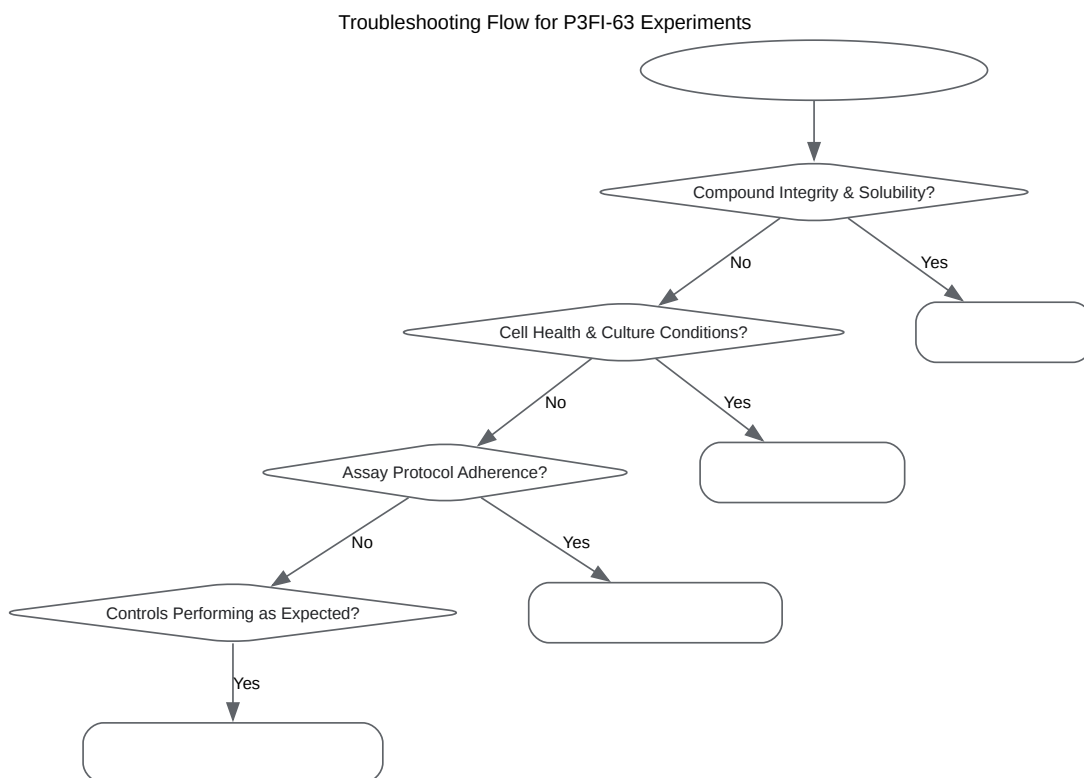 Troubleshooting Flow for P3FI-63 Experiments
Compound Integrity & Solubility?
No
Yes
Cell Health & Culture Conditions?
No
Yes
Assay Protocol Adherence?
No
Yes
Controls Performing as Expected?
Yes